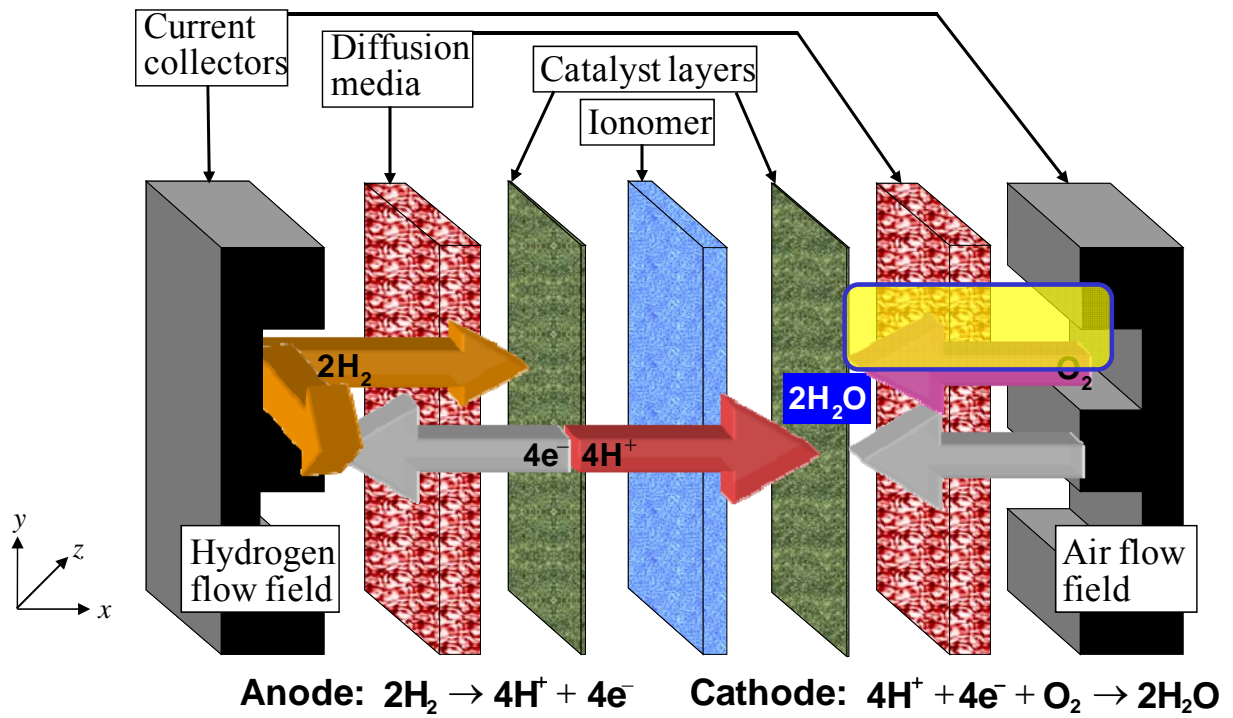 Current
collectors
Diffusion
media
Catalyst layers
Ionomer
2H₂
O₂
2H₂O
4e⁻
4H⁺
y
z
x
Hydrogen
flow field
Air flow
field
Anode: 2H₂ → 4H⁺ + 4e⁻
Cathode: 4H⁺ + 4e⁻ + O₂ → 2H₂O